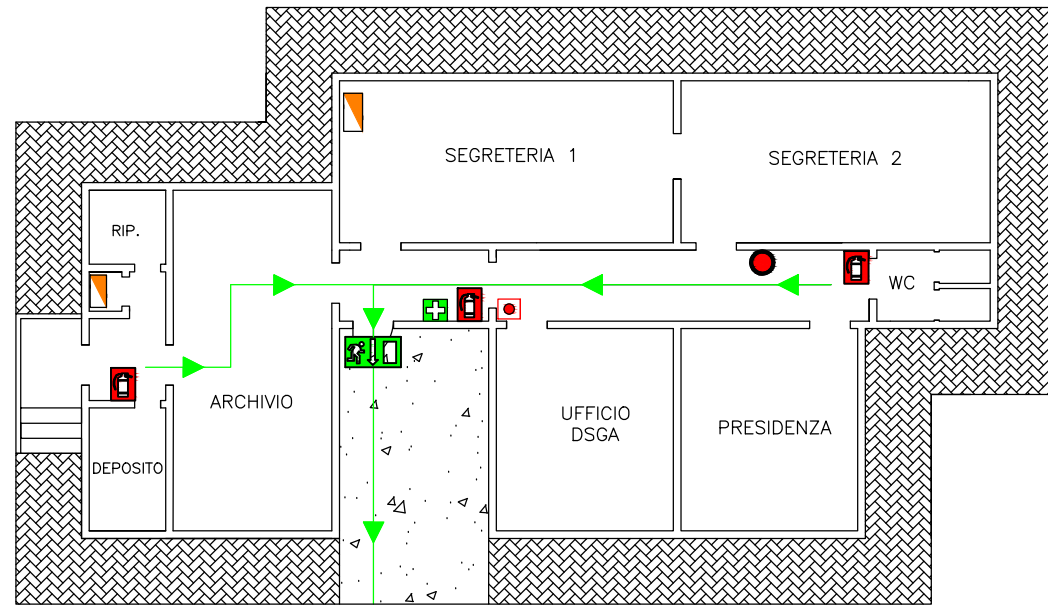 SEGRETERIA 1
SEGRETERIA 2
RIP.
WC
ARCHIVIO
UFFICIO
DSGA
PRESIDENZA
DEPOSITO